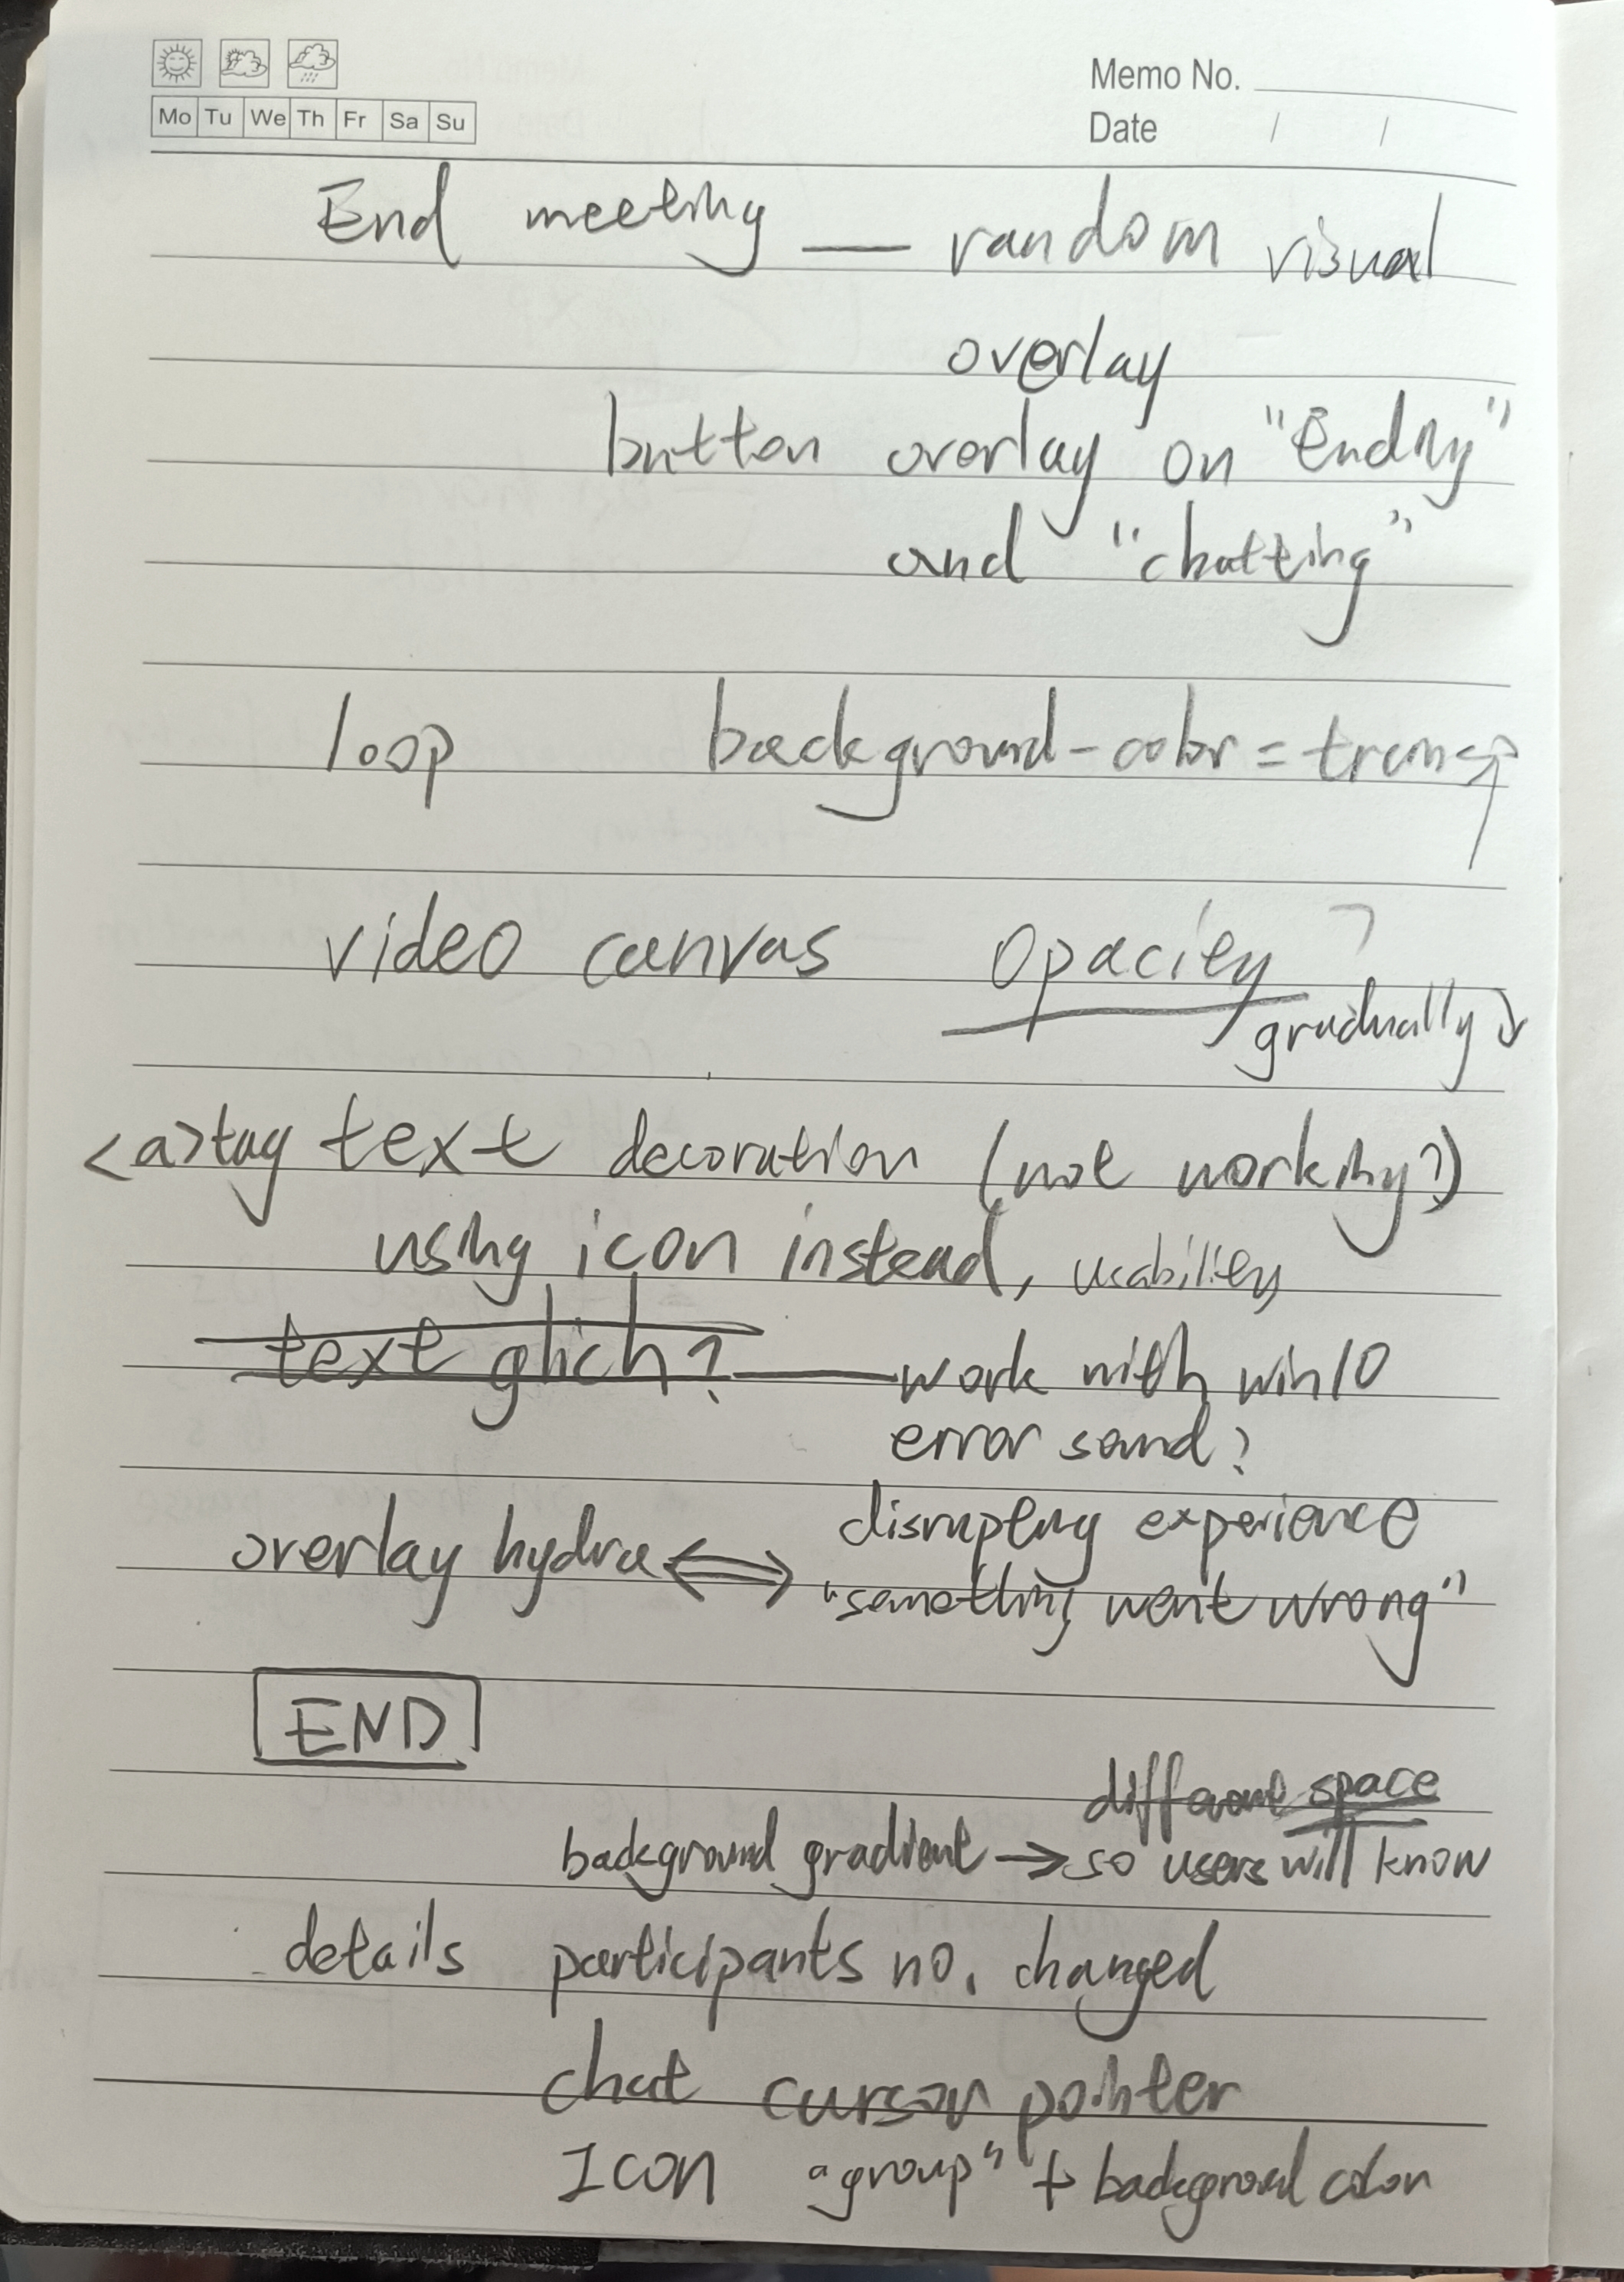 Memo No.
Mo Tu We Th Fr Sa Su
Date / /
End meeting — random visual
overlay
button overlay on "Ending"
and "chatting"
loop background-color = transp
video canvas opacity ?
gradually ↓
<a>tag text decoration (not working?)
using icon instead, usability
text glich? — work with win10
error sound?
overlay hydra ⟺ disrupting experience
"something went wrong"
END
different space
background gradient → so users will know
details participants no. changed
chat cursor pointer
Icon "group" + background color